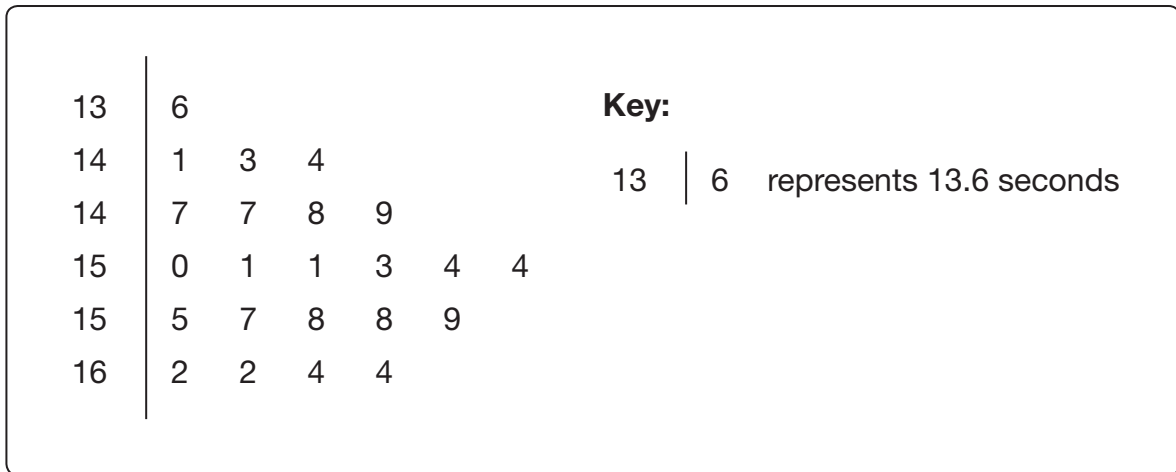 13 | 6
14 | 1 3 4
14 | 7 7 8 9
15 | 0 1 1 3 4 4
15 | 5 7 8 8 9
16 | 2 2 4 4
Key:
13 | 6 represents 13.6 seconds